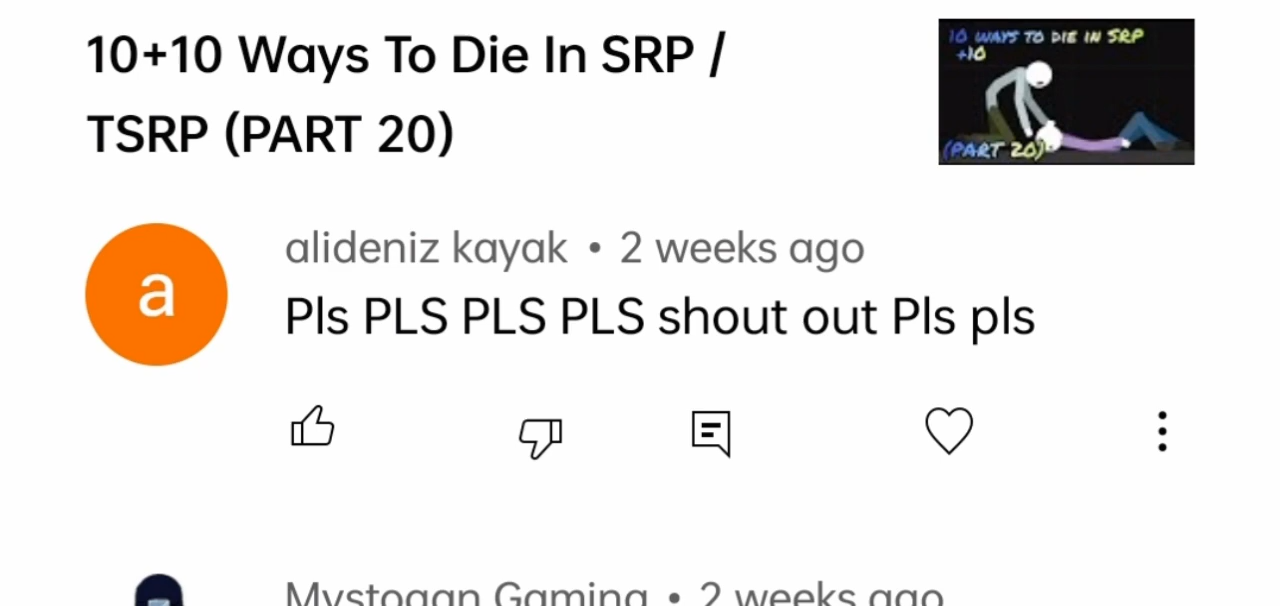 10+10 Ways To Die In SRP /
TSRP (PART 20)
10 WAYS TO DIE IN SRP
+10
(PART 20)
a
alideniz kayak • 2 weeks ago
Pls PLS PLS PLS shout out Pls pls
Mystogan Gaming • 2 weeks ago